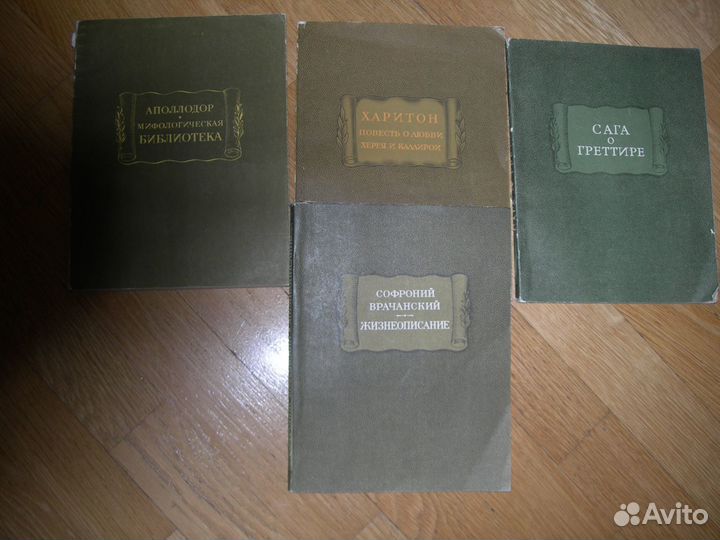 АПОЛЛОДОР
МИФОЛОГИЧЕСКАЯ
БИБЛИОТЕКА
ХАРИТОН
ПОВЕСТЬ О ЛЮБВИ
ХЕРЕЯ И КАЛЛИРОИ
САГА
О
ГРЕТТИРЕ
СОФРОНИЙ
ВРАЧАНСКИЙ
ЖИЗНЕОПИСАНИЕ
Avito